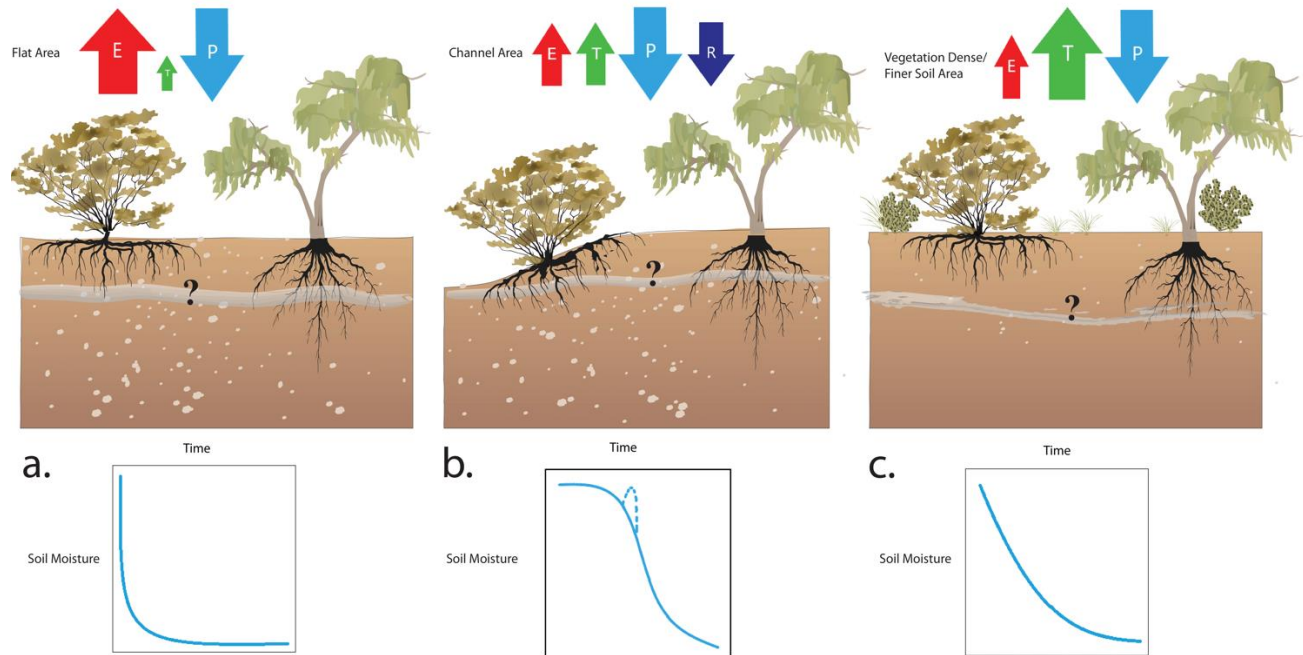 Flat Area
E
T
P
Channel Area
E
T
P
R
Vegetation Dense/
Finer Soil Area
E
T
P
?
?
?
Time
a.
Soil Moisture
Time
b.
Soil Moisture
Time
c.
Soil Moisture